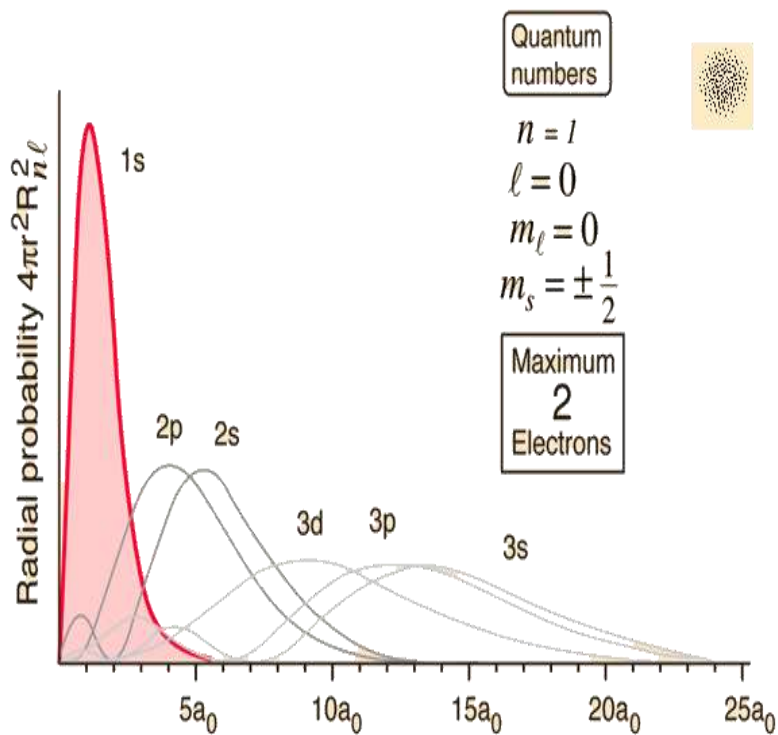 Quantum
numbers
n = 1
ℓ = 0
mℓ = 0
ms = ± 1/2
Maximum
2
Electrons
Radial probability 4πr²R²nℓ
1s
2p
2s
3d
3p
3s
5a₀
10a₀
15a₀
20a₀
25a₀